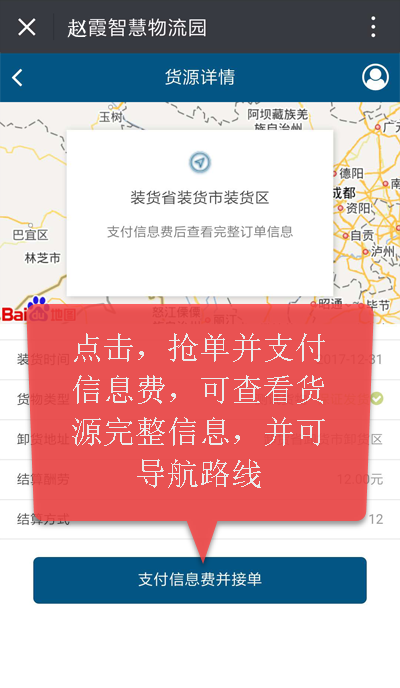 赵霞智慧物流园
货源详情
玉树
阿坝藏族羌
族自治州
广元
德阳
成都
资阳
装货省装货市装货区
支付信息费后查看完整订单信息
巴宜区
林芝市
自贡
泸州
昭通
毕节
怒江傈僳
Bai 地图
装货时间
2017-12-31
点击，抢单并支付
信息费，可查看货
源完整信息，并可
导航路线
货物类型
卸货地址
卸货区
结算酬劳
12.00元
结算方式
12
支付信息费并接单